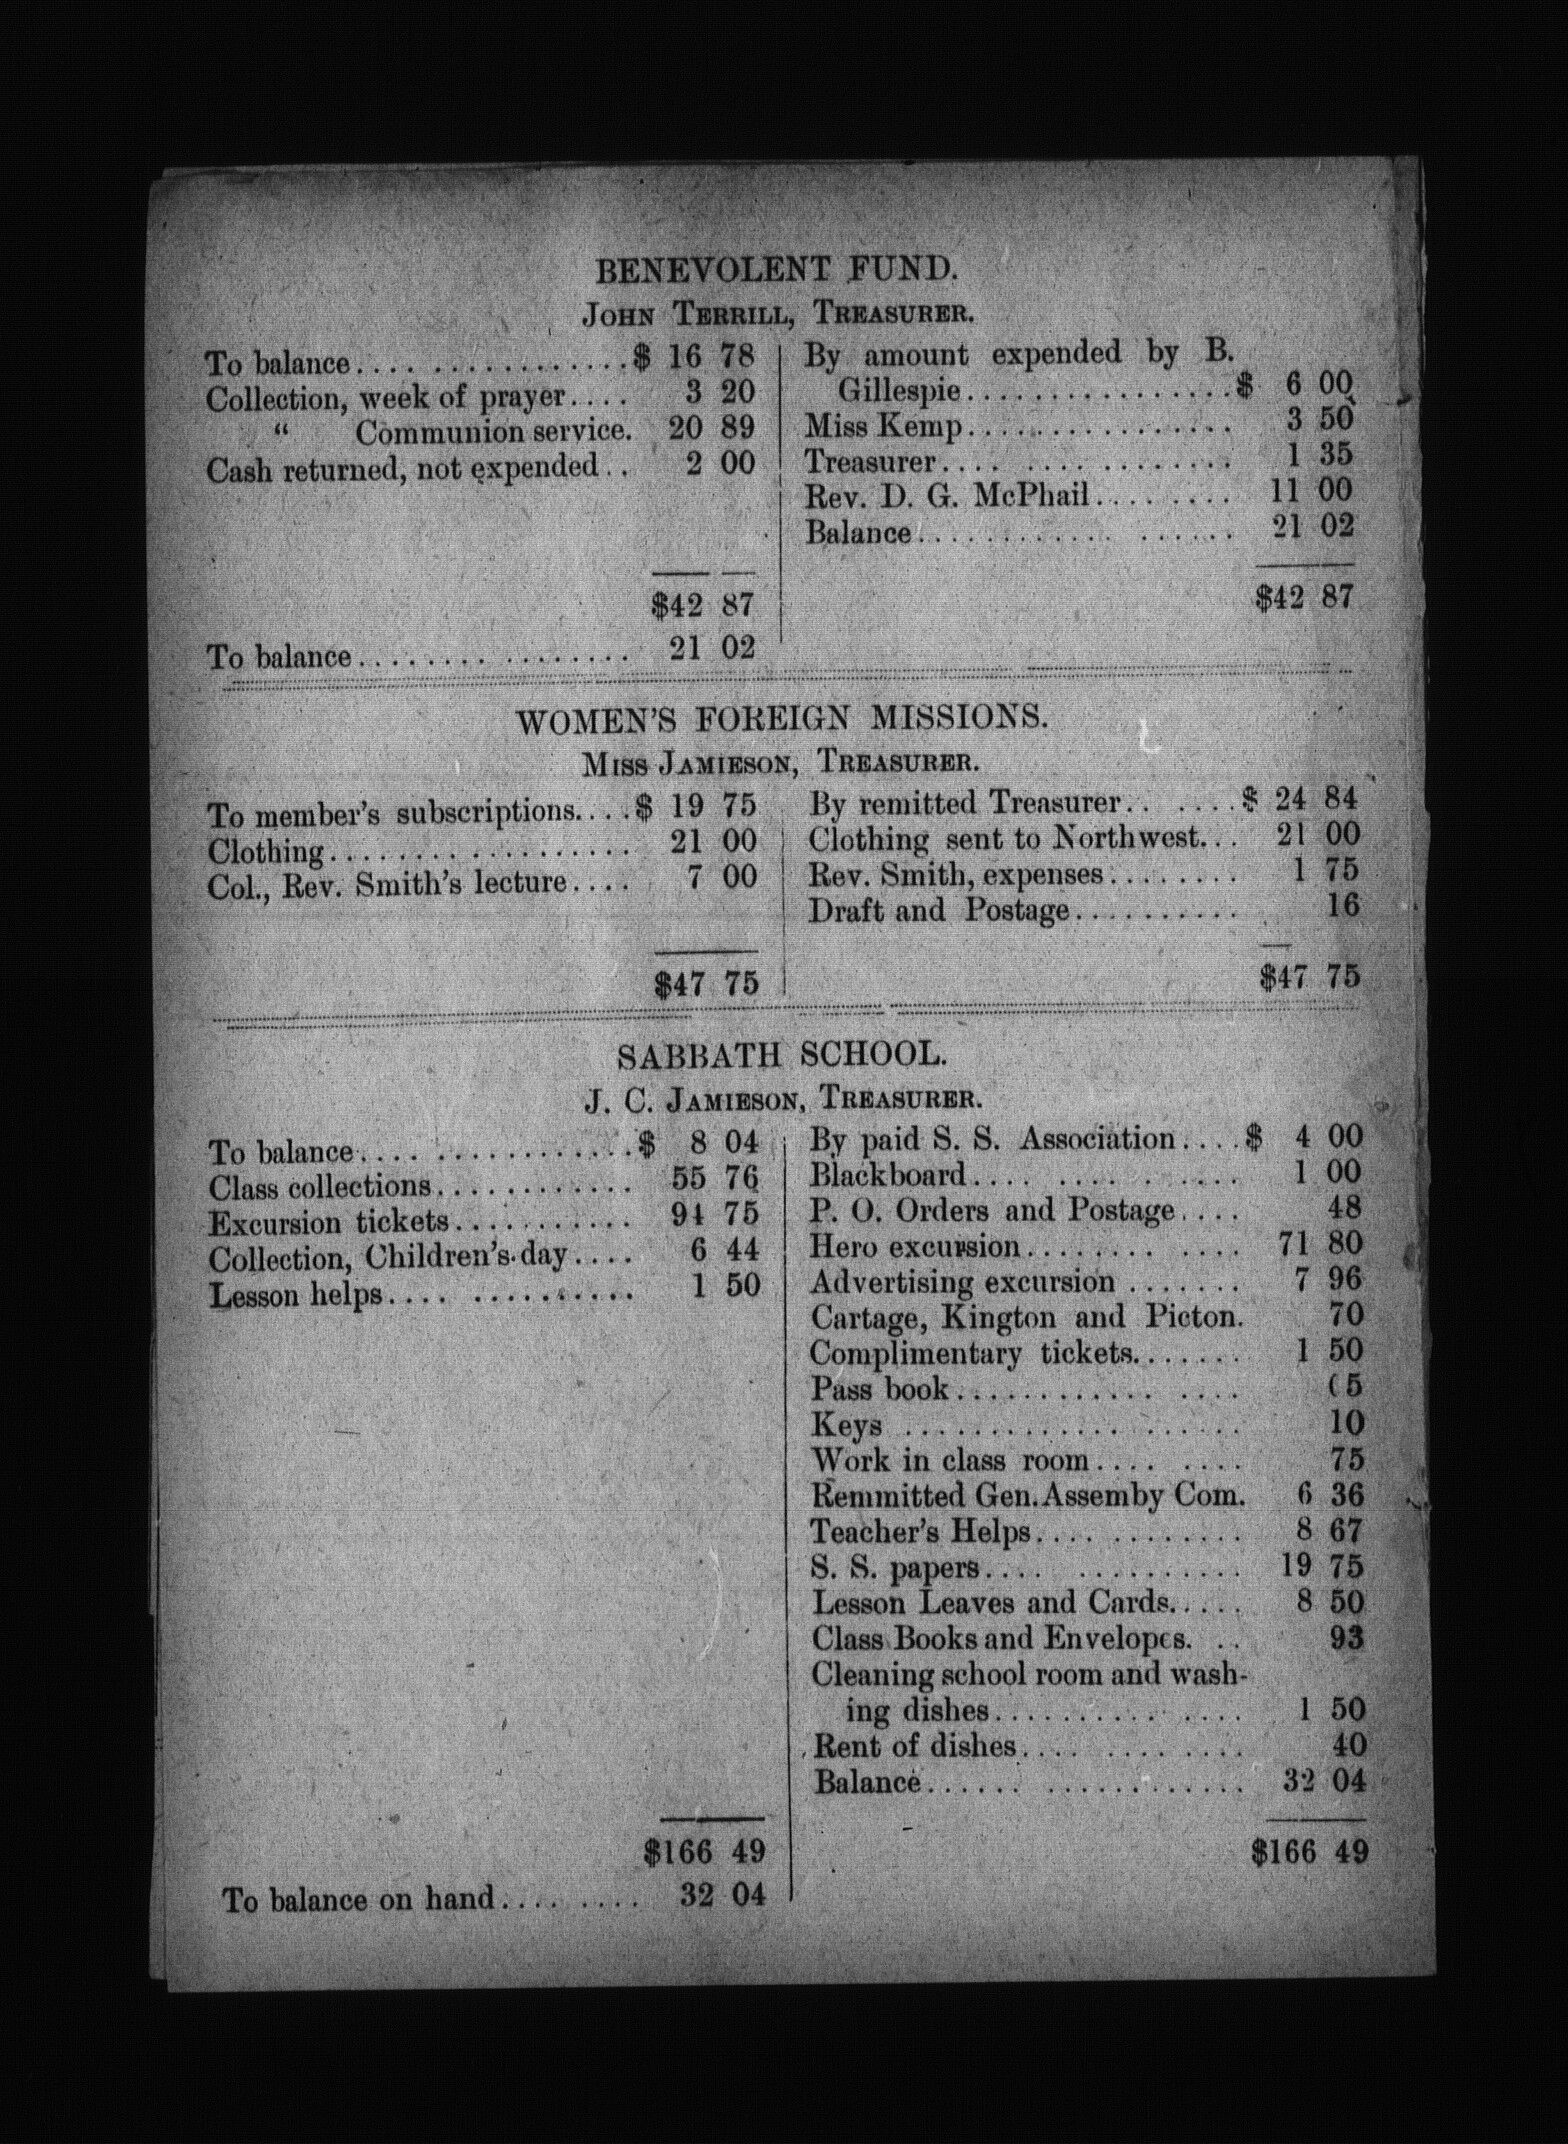 BENEVOLENT FUND.
JOHN TERRILL, TREASURER.
To balance.... ............$ 16 78
Collection, week of prayer.... 3 20
“ Communion service. 20 89
Cash returned, not expended.. 2 00
$42 87
To balance........ ........ 21 02
By amount expended by B.
Gillespie................$ 6 00
Miss Kemp................ 3 50
Treasurer.... ............ 1 35
Rev. D. G. McPhail........ 11 00
Balance............ ...... 21 02
$42 87
WOMEN'S FOREIGN MISSIONS.
MISS JAMIESON, TREASURER.
To member's subscriptions....$ 19 75
Clothing.................. 21 00
Col., Rev. Smith's lecture.... 7 00
$47 75
By remitted Treasurer.. ....$ 24 84
Clothing sent to Northwest... 21 00
Rev. Smith, expenses........ 1 75
Draft and Postage.......... 16
$47 75
SABBATH SCHOOL.
J. C. JAMIESON, TREASURER.
To balance.... ............$ 8 04
Class collections............ 55 76
Excursion tickets........... 94 75
Collection, Children's day.... 6 44
Lesson helps.... .......... 1 50
$166 49
To balance on hand.... .... 32 04
By paid S. S. Association....$ 4 00
Blackboard.... .... . .... 1 00
P. O. Orders and Postage.... 48
Hero excursion........ .... 71 80
Advertising excursion ....... 7 96
Cartage, Kington and Picton. 70
Complimentary tickets....... 1 50
Pass book............ .... 05
Keys ............ ...... 10
Work in class room.... .... 75
Remmitted Gen. Assemby Com. 6 36
Teacher's Helps.... ........ 8 67
S. S. papers.... .......... 19 75
Lesson Leaves and Cards..... 8 50
Class Books and Envelopes. .. 93
Cleaning school room and wash-
ing dishes.......... .... 1 50
Rent of dishes.... ........ 40
Balance...... ............ 32 04
$166 49